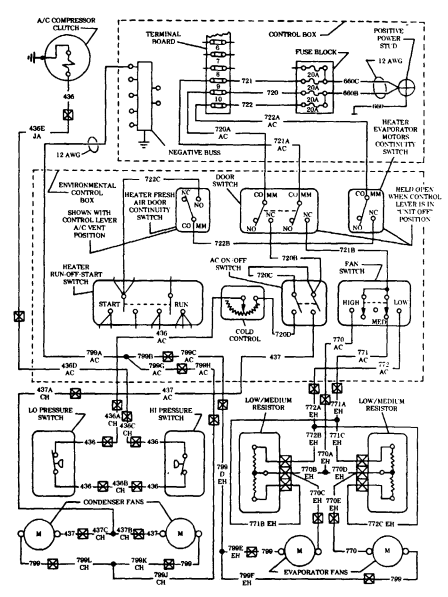 A/C COMPRESSOR
CLUTCH
TERMINAL
BOARD
CONTROL BOX
POSITIVE
POWER
STUD
FUSE BLOCK
12 AWG
6
7
8
9
10
721
720
722
20A
20A
20A
20A
660C
660B
660
436
436E
JA
12 AWG
NEGATIVE BUSS
722A
AC
720A
AC
721A
AC
HEATER
EVAPORATOR
MOTORS
CONTINUITY
SWITCH
722C
DOOR
SWITCH
ENVIRONMENTAL
CONTROL
BOX
HEATER FRESH
AIR DOOR
CONTINUITY
SWITCH
NC
NO
CO
MM
CO
MM
CO
MM
CO
MM
NO
NC
NO
NC
NO
NC
HELD OPEN
WHEN CONTROL
LEVER IS IN
"UNIT OFF"
POSITION
SHOWN WITH
CONTROL LEVER
A/C VENT
POSITION
722B
721B
720B
AC ON-OFF
SWITCH
720C
FAN
SWITCH
HEATER
RUN-OFF-START
SWITCH
START
RUN
HIGH
LOW
MED
COLD
CONTROL
720D
436
AC
799A
AC
799B
799C
AC
799G
AC
799H
AC
437
770
AC
771
AC
772
AC
436D
AC
437A
CH
437
AC
436A
CH
436C
CH
LO PRESSURE
SWITCH
HI PRESSURE
SWITCH
772A
EH
771A
EH
LOW/MEDIUM
RESISTOR
LOW/MEDIUM
RESISTOR
772B
EH
771C
EH
436
436
436
436B
CH
436
770A
EH
770B
EH
770D
EH
799
D
EH
770C
EH
770E
EH
771B EH
772C EH
CONDENSER FANS
M
437
437C
CH
437B
CH
437
M
799
799L
CH
799K
CH
799
799J
CH
799E
EH
799
M
770
M
799F
EH
EVAPORATOR FANS
799